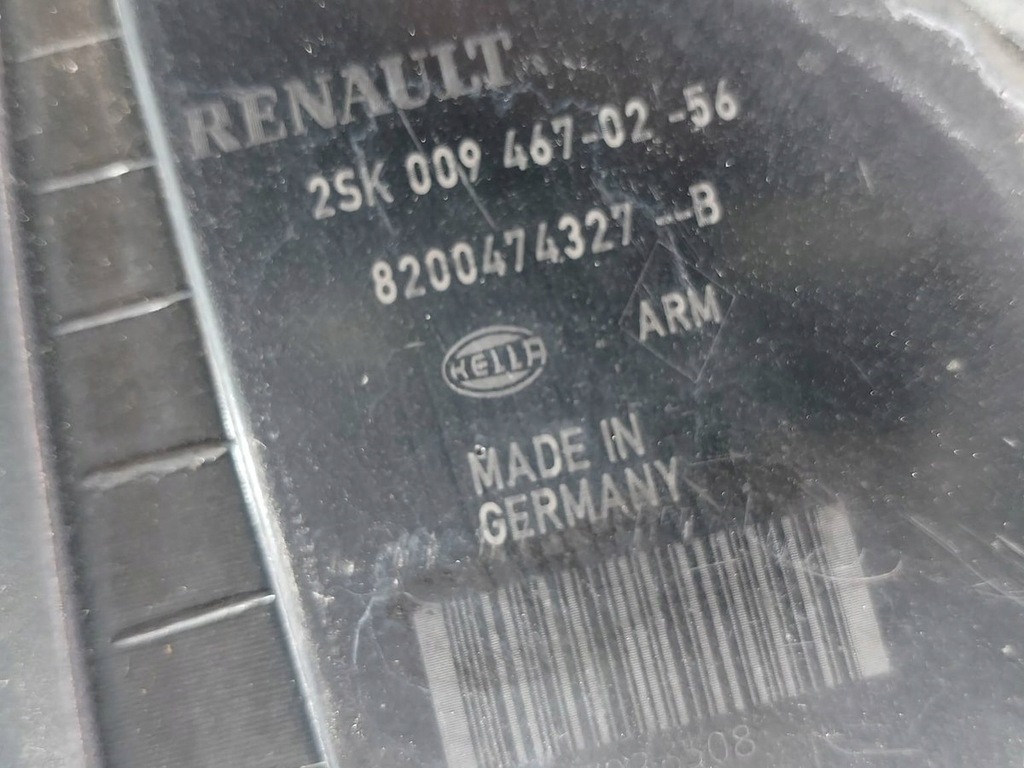 RENAULT
2SK 009 467-02-56
8200474327--B
HELLA
ARM
MADE IN
GERMANY